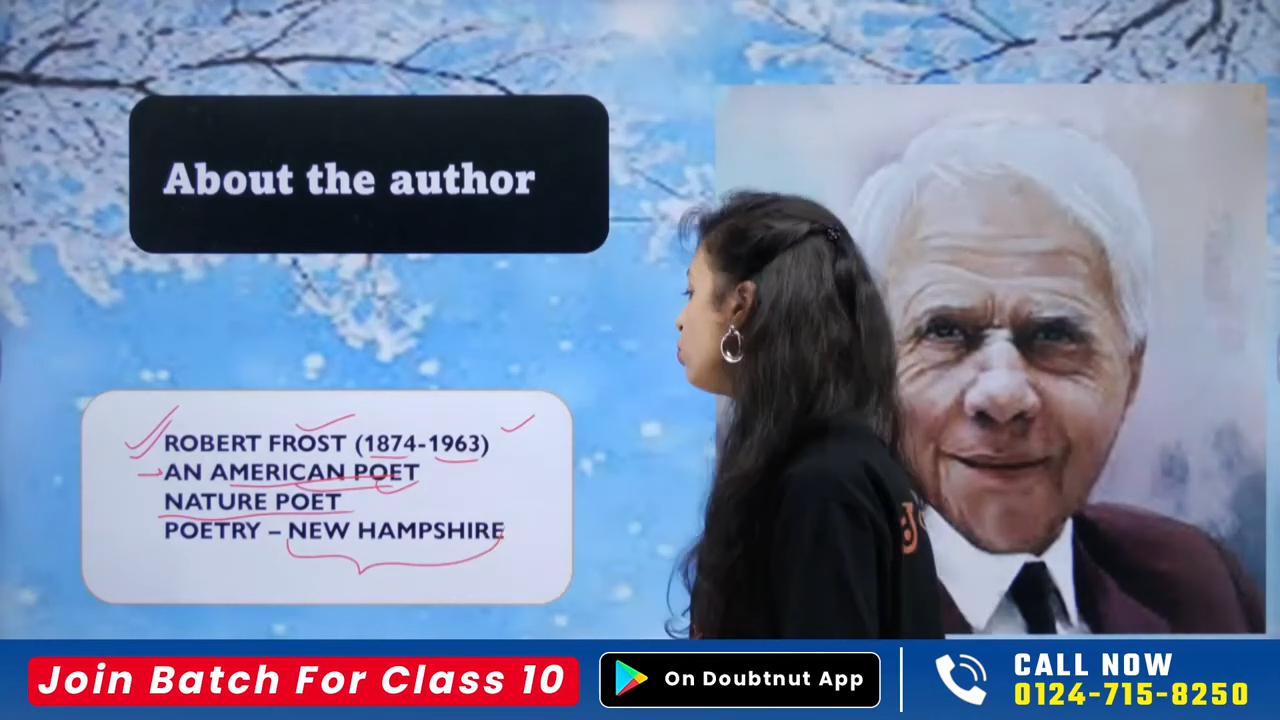 About the author
ROBERT FROST (1874-1963)
AN AMERICAN POET
NATURE POET
POETRY – NEW HAMPSHIRE
Join Batch For Class 10
On Doubtnut App
CALL NOW
0124-715-8250